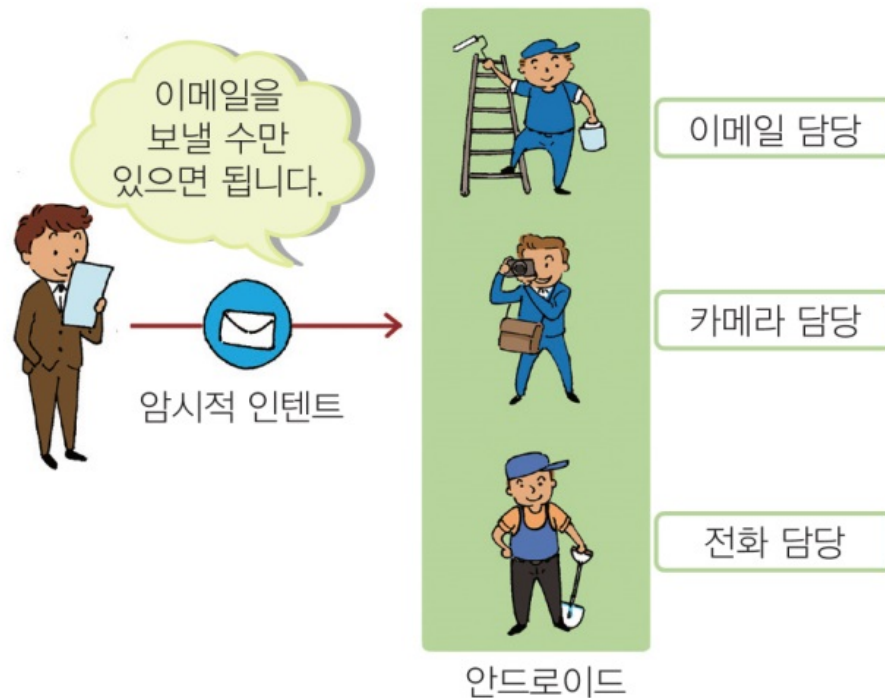 이메일을
보낼 수만
있으면 됩니다.
암시적 인텐트
이메일 담당
카메라 담당
전화 담당
안드로이드